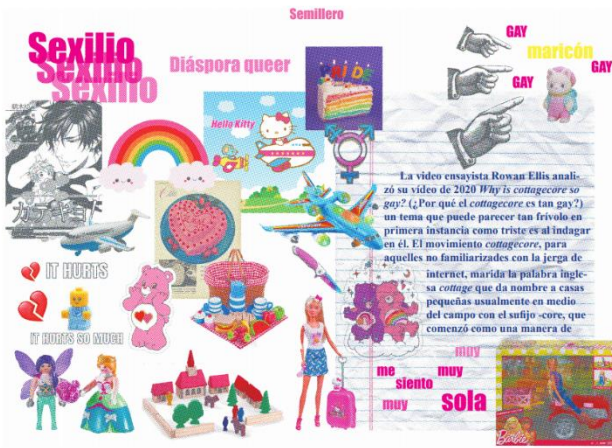 Semillero
Sexilio
Sexilio
Sexilio
Diáspora queer
PRIDE
GAY
maricón
GAY
GAY
Hello Kitty
La video ensayista Rowan Ellis anali-
zó su video de 2020 Why is cottagecore so
gay? (¿Por qué el cottagecore es tan gay?)
un tema que puede parecer tan frívolo en
primera instancia como triste es al indagar
en él. El movimiento cottagecore, para
aquelles no familiarizades con la jerga de
internet, marida la palabra ingle-
sa cottage que da nombre a casas
pequeñas usualmente en medio
del campo con el sufijo -core, que
comenzó como una manera de
IT HURTS
IT HURTS SO MUCH
muy
me
muy
siento
muy
sola
Barbie